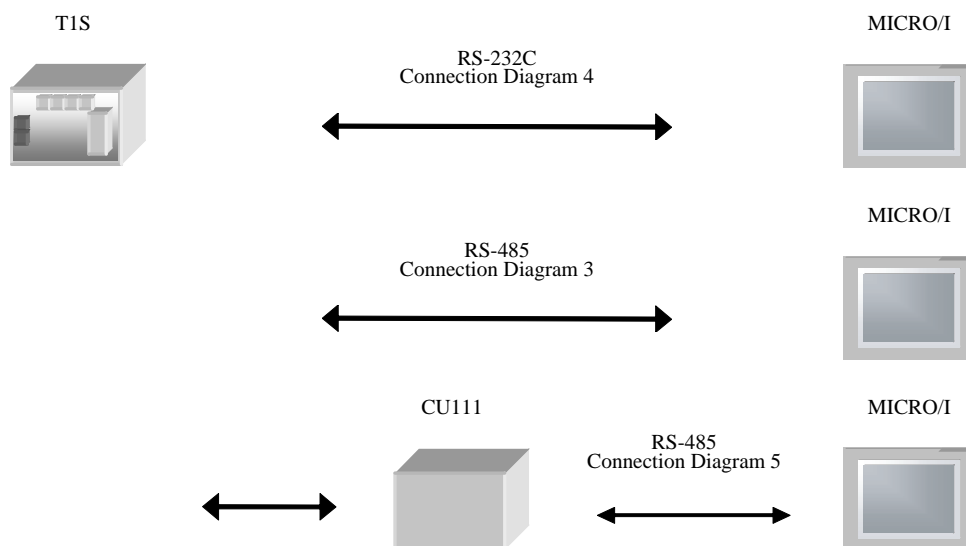 T1S
MICRO/I
RS-232C
Connection Diagram 4
MICRO/I
RS-485
Connection Diagram 3
CU111
MICRO/I
RS-485
Connection Diagram 5